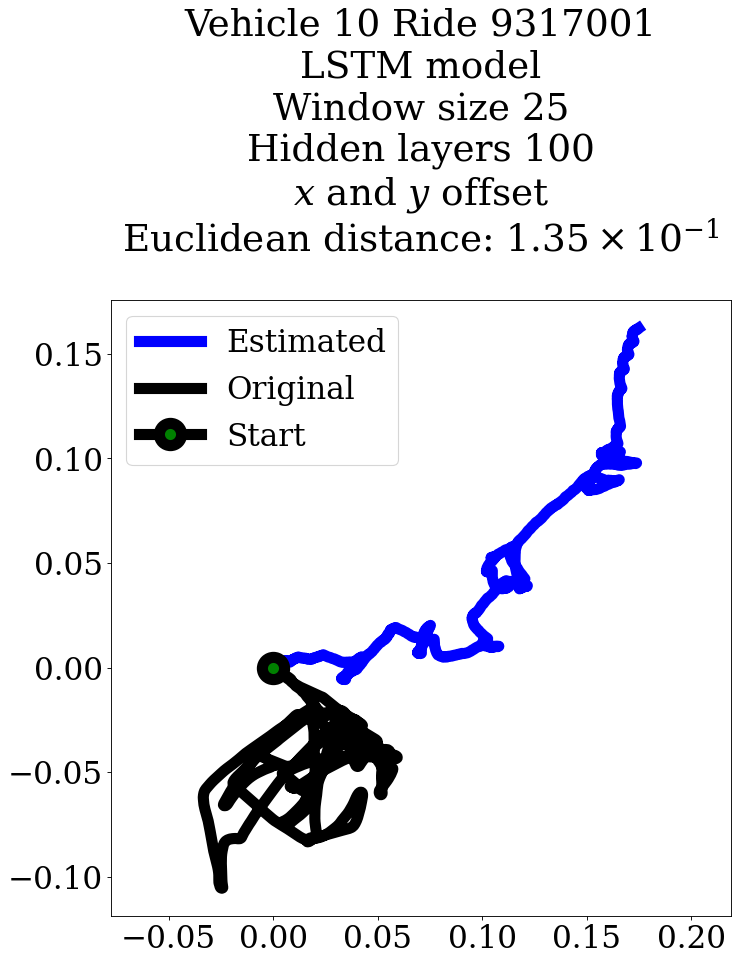 Vehicle 10 Ride 9317001
LSTM model
Window size 25
Hidden layers 100
x and y offset
Euclidean distance: 1.35 × 10⁻¹
Estimated
Original
Start
0.15
0.10
0.05
0.00
−0.05
−0.10
−0.05 0.00 0.05 0.10 0.15 0.20